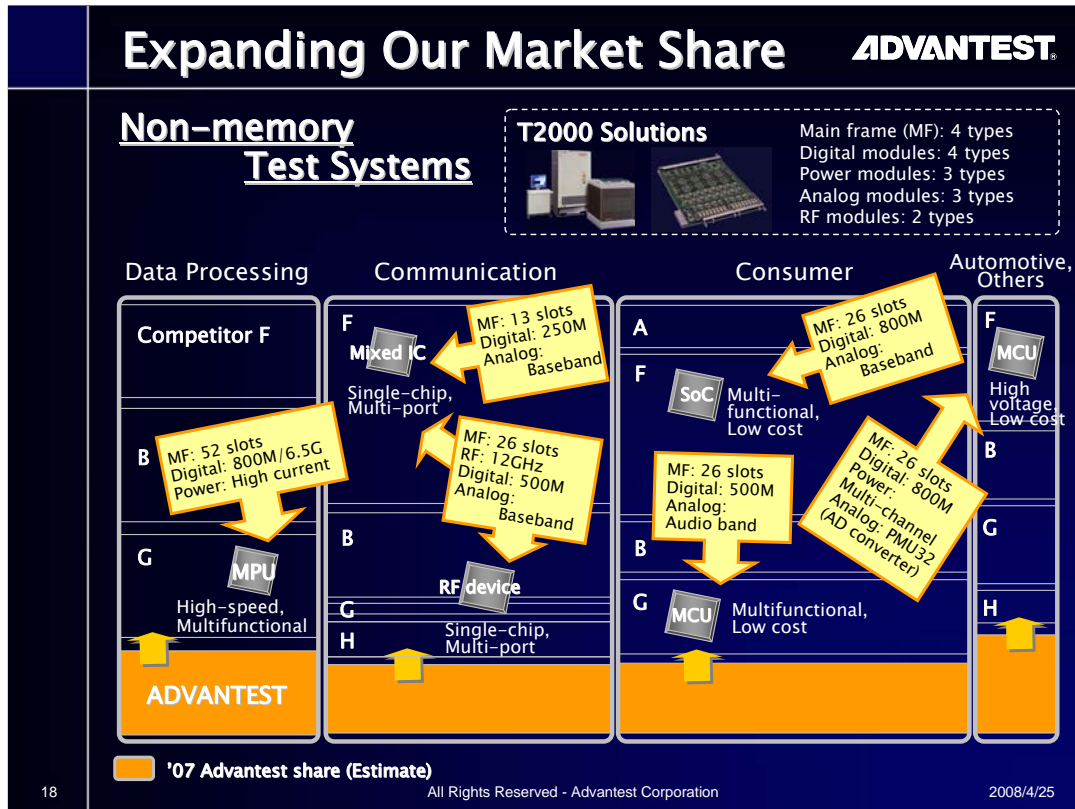 Expanding Our Market Share
ADVANTEST®
Non-memory
Test Systems
T2000 Solutions
Main frame (MF): 4 types
Digital modules: 4 types
Power modules: 3 types
Analog modules: 3 types
RF modules: 2 types
Data Processing
Competitor F
B
MF: 52 slots
Digital: 800M/6.5G
Power: High current
G
MPU
High-speed,
Multifunctional
ADVANTEST
Communication
F
Mixed IC
Single-chip,
Multi-port
MF: 13 slots
Digital: 250M
Analog:
Baseband
MF: 26 slots
RF: 12GHz
Digital: 500M
Analog:
Baseband
B
RF device
G
H
Single-chip,
Multi-port
Consumer
A
F
SoC
Multi-
functional,
Low cost
MF: 26 slots
Digital: 800M
Analog:
Baseband
MF: 26 slots
Digital: 500M
Analog:
Audio band
B
G
MCU
Multifunctional,
Low cost
Automotive,
Others
F
MCU
High
voltage,
Low cost
MF: 26 slots
Digital: 800M
Power:
Multi-channel
Analog: PMU32
(AD converter)
B
G
H
’07 Advantest share (Estimate)
18
All Rights Reserved - Advantest Corporation
2008/4/25